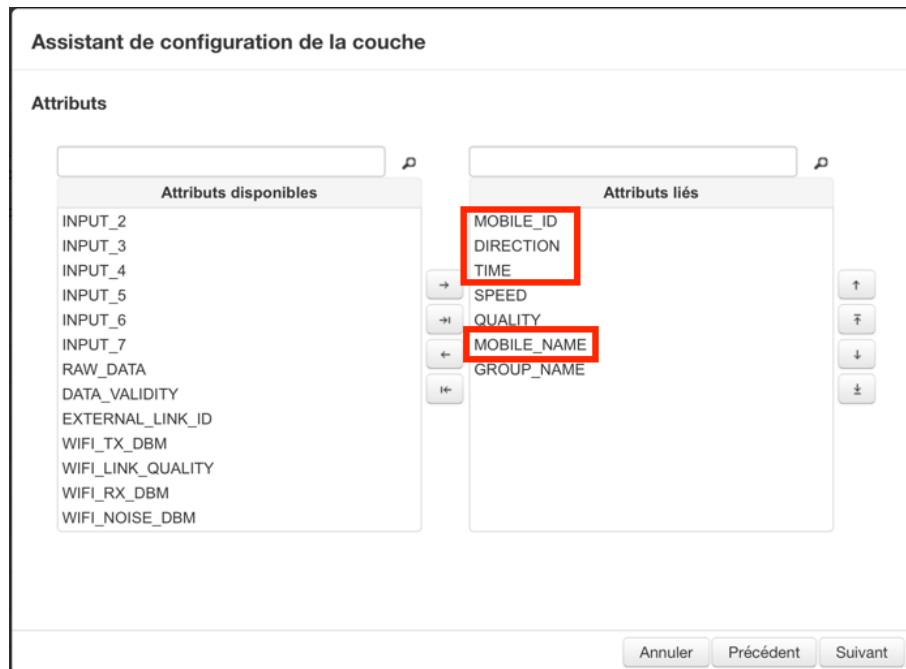 Assistant de configuration de la couche
Attributs
Attributs disponibles
INPUT_2
INPUT_3
INPUT_4
INPUT_5
INPUT_6
INPUT_7
RAW_DATA
DATA_VALIDITY
EXTERNAL_LINK_ID
WIFI_TX_DBM
WIFI_LINK_QUALITY
WIFI_RX_DBM
WIFI_NOISE_DBM
Attributs liés
MOBILE_ID
DIRECTION
TIME
SPEED
QUALITY
MOBILE_NAME
GROUP_NAME
Annuler Précédent Suivant